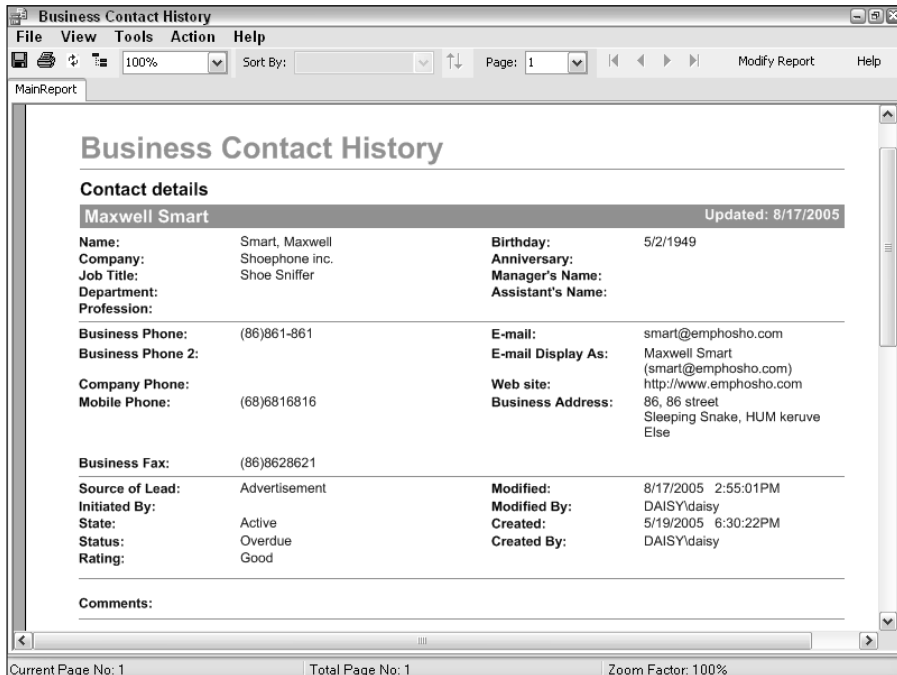 Business Contact History
File View Tools Action Help
100% Sort By: Page: 1 Modify Report Help
MainReport
Business Contact History
Contact details
Maxwell Smart Updated: 8/17/2005
Name: Smart, Maxwell Birthday: 5/2/1949
Company: Shoephone inc. Anniversary:
Job Title: Shoe Sniffer Manager's Name:
Department: Assistant's Name:
Profession:
Business Phone: (86)861-861 E-mail: smart@emphosho.com
Business Phone 2: E-mail Display As: Maxwell Smart
(smart@emphosho.com)
Company Phone: Web site: http://www.emphosho.com
Mobile Phone: (68)6816816 Business Address: 86, 86 street
Sleeping Snake, HUM keruve
Else
Business Fax: (86)8628621
Source of Lead: Advertisement Modified: 8/17/2005 2:55:01PM
Initiated By: Modified By: DAISY\daisy
State: Active Created: 5/19/2005 6:30:22PM
Status: Overdue Created By: DAISY\daisy
Rating: Good
Comments:
Current Page No: 1 Total Page No: 1 Zoom Factor: 100%